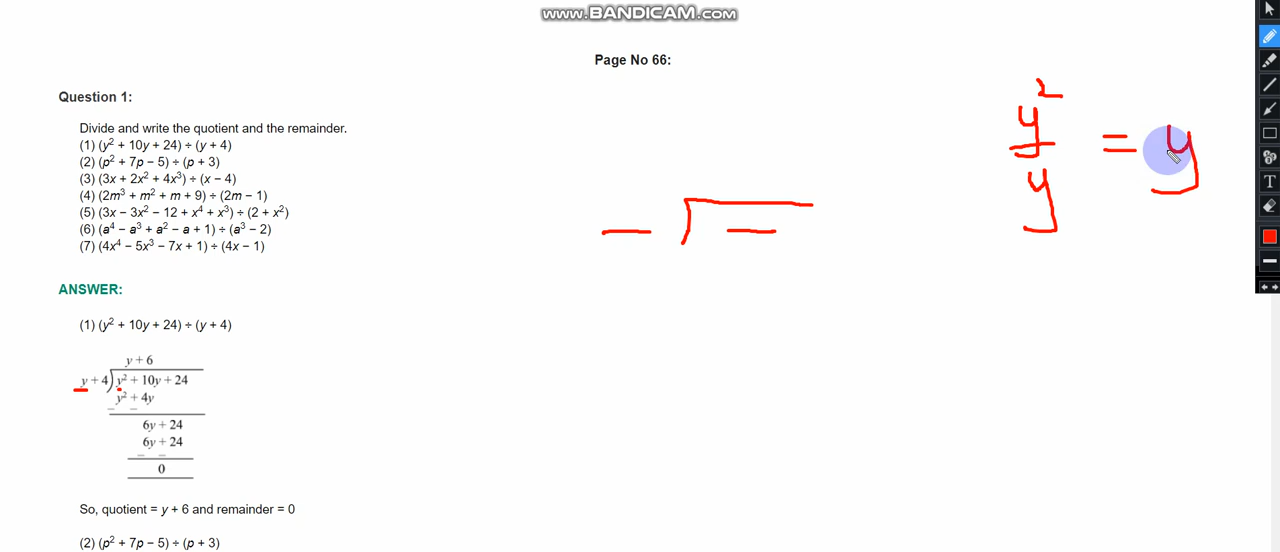 www.BANDICAM.com
Page No 66:
Question 1:
Divide and write the quotient and the remainder.
(1) (y² + 10y + 24) ÷ (y + 4)
(2) (p² + 7p − 5) ÷ (p + 3)
(3) (3x + 2x² + 4x³) ÷ (x − 4)
(4) (2m³ + m² + m + 9) ÷ (2m − 1)
(5) (3x − 3x² − 12 + x⁴ + x³) ÷ (2 + x²)
(6) (a⁴ − a³ + a² − a + 1) ÷ (a³ − 2)
(7) (4x⁴ − 5x³ − 7x + 1) ÷ (4x − 1)
y²
y
= y
ANSWER:
(1) (y² + 10y + 24) ÷ (y + 4)
y + 6
y + 4) y² + 10y + 24
y² + 4y
− −
6y + 24
6y + 24
− −
0
So, quotient = y + 6 and remainder = 0
(2) (p² + 7p − 5) ÷ (p + 3)
T